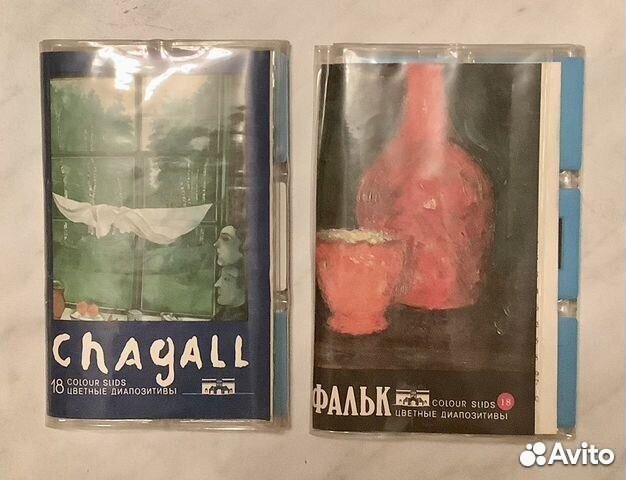 Chagall
18 COLOUR SLIDS
ЦВЕТНЫЕ ДИАПОЗИТИВЫ
ФАЛЬК
COLOUR SLIDS 18
ЦВЕТНЫЕ ДИАПОЗИТИВЫ
Avito